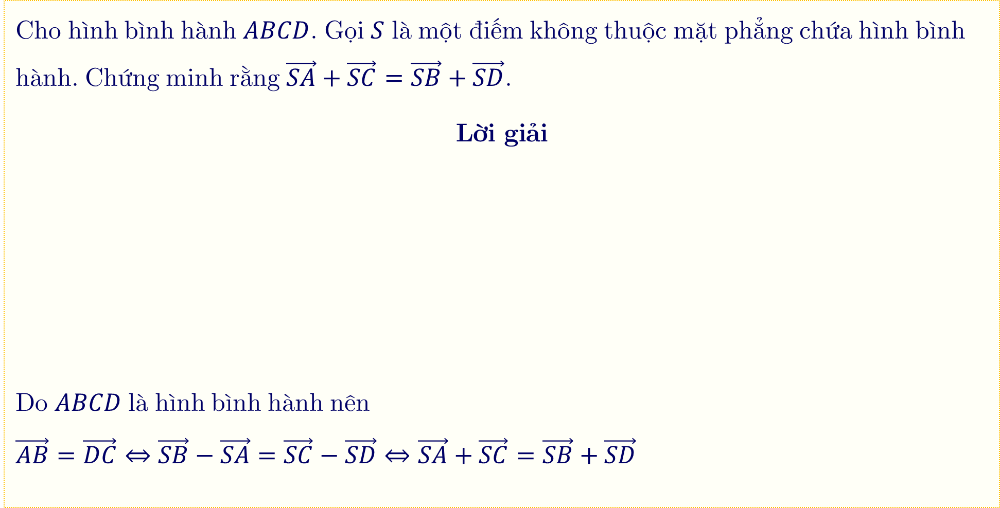 Cho hình bình hành ABCD. Gọi S là một điếm không thuộc mặt phẳng chứa hình bình
hành. Chứng minh rằng $\overrightarrow{SA} + \overrightarrow{SC} = \overrightarrow{SB} + \overrightarrow{SD}$.
Lời giải
Do ABCD là hình bình hành nên
$\overrightarrow{AB} = \overrightarrow{DC} \Leftrightarrow \overrightarrow{SB} - \overrightarrow{SA} = \overrightarrow{SC} - \overrightarrow{SD} \Leftrightarrow \overrightarrow{SA} + \overrightarrow{SC} = \overrightarrow{SB} + \overrightarrow{SD}$